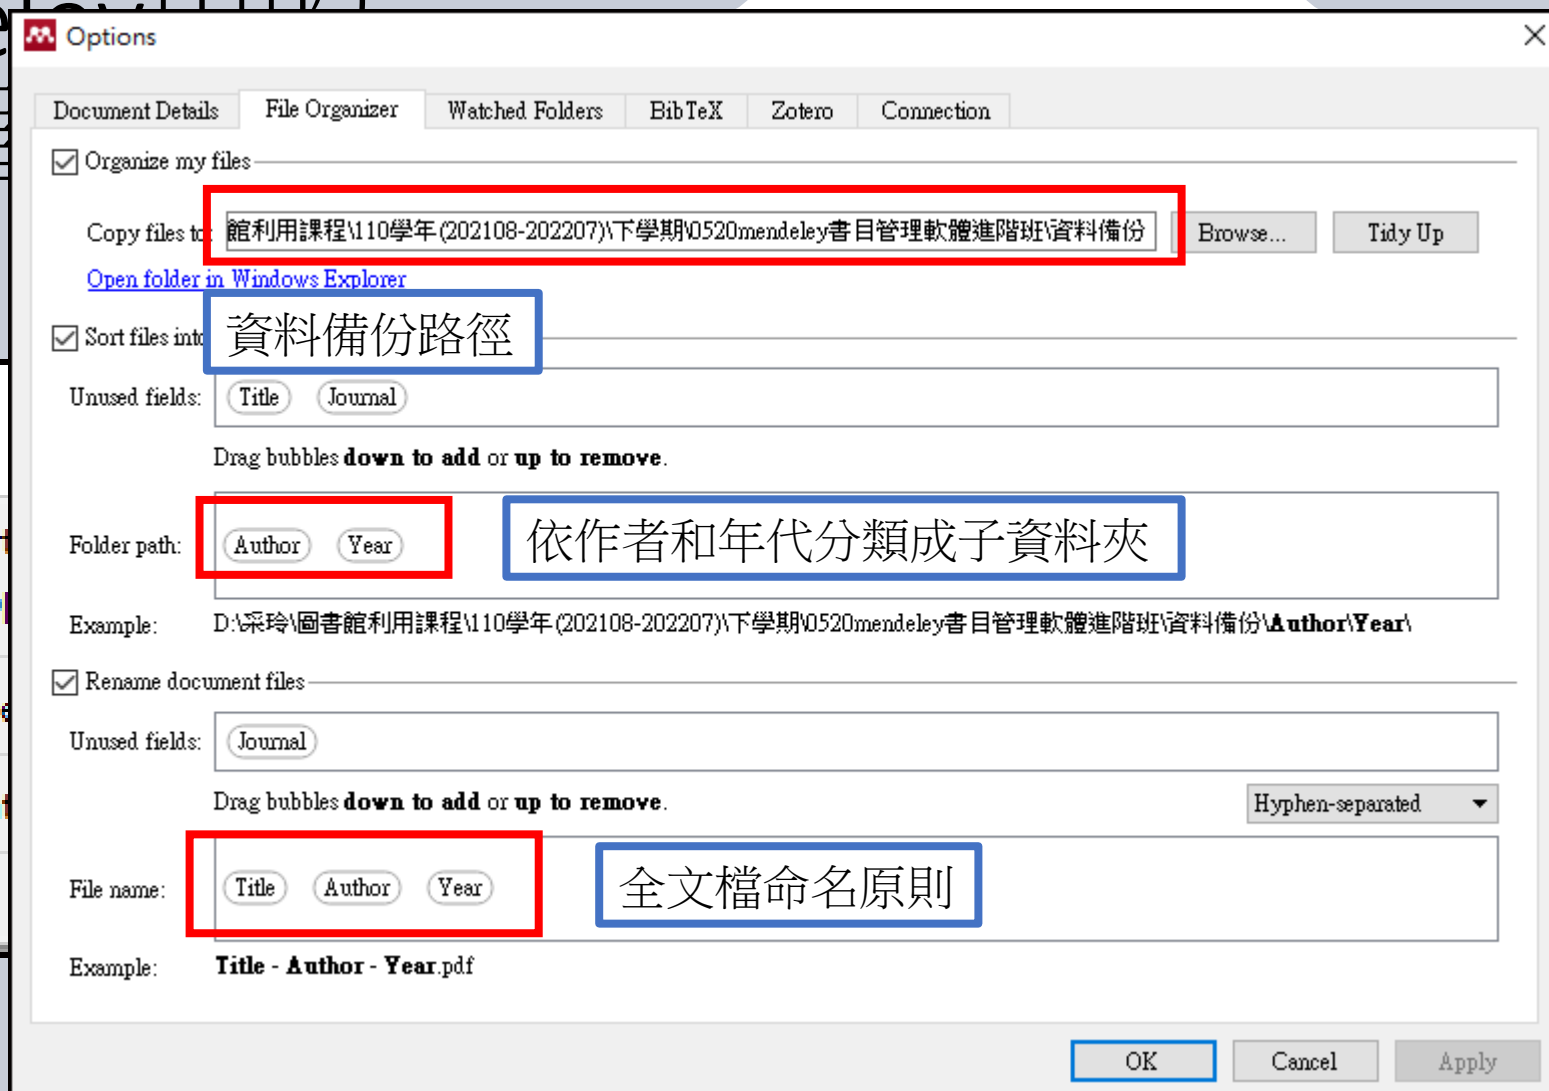 Options
Document Details File Organizer Watched Folders BibTeX Zotero Connection
Organize my files
Copy files to: 館利用課程\110學年(202108-202207)\下學期\0520mendeley書目管理軟體進階班\資料備份 Browse... Tidy Up
Open folder in Windows Explorer
資料備份路徑
Sort files into
Unused fields: Title Journal
Drag bubbles down to add or up to remove.
Folder path: Author Year 依作者和年代分類成子資料夾
Example: D:\采玲\圖書館利用課程\110學年(202108-202207)\下學期\0520mendeley書目管理軟體進階班\資料備份\Author\Year\
Rename document files
Unused fields: Journal
Drag bubbles down to add or up to remove.
Hyphen-separated
File name: Title Author Year 全文檔命名原則
Example: Title - Author - Year.pdf
OK Cancel Apply